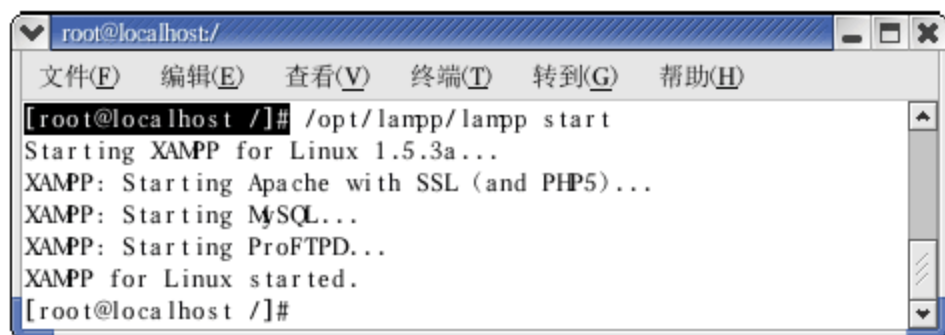 root@localhost:/
文件(F) 编辑(E) 查看(V) 终端(T) 转到(G) 帮助(H)
[root@localhost /]# /opt/lampp/lampp start
Starting XAMPP for Linux 1.5.3a...
XAMPP: Starting Apache with SSL (and PHP5)...
XAMPP: Starting MySQL...
XAMPP: Starting ProFTPD...
XAMPP for Linux started.
[root@localhost /]#